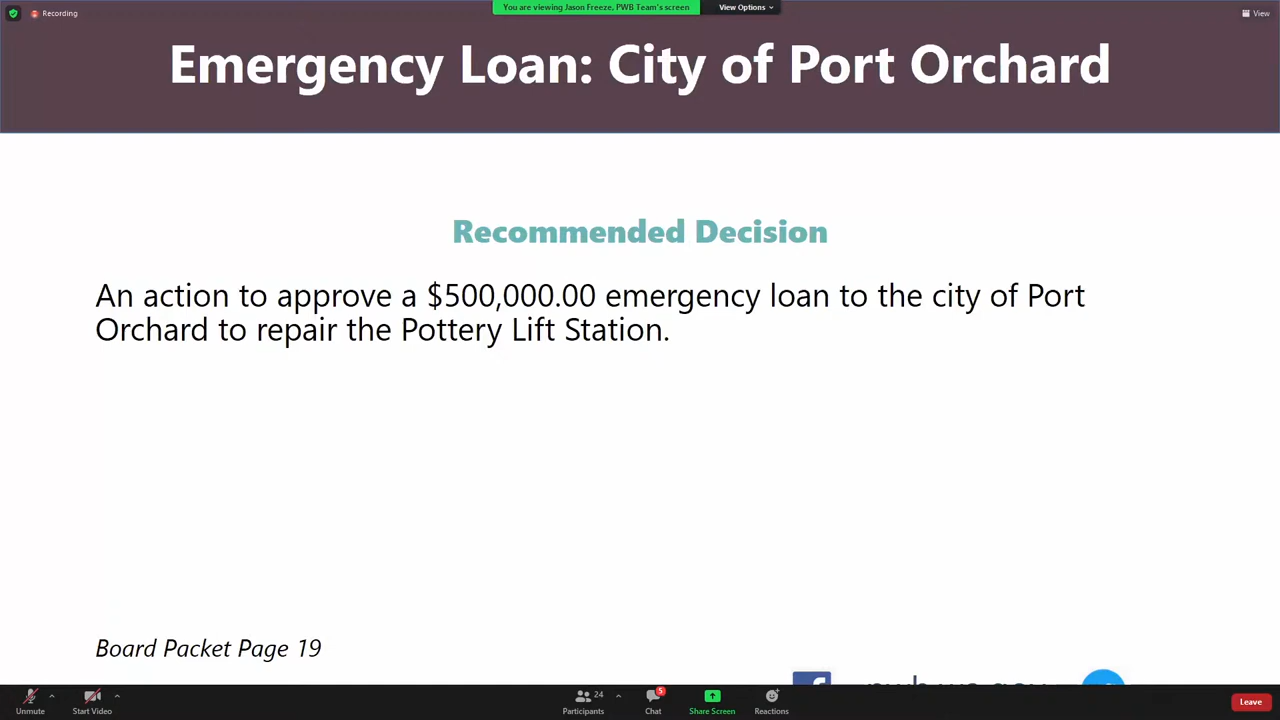 Recording
You are viewing Jason Freeze, PWB Team's screen
View Options
View
Emergency Loan: City of Port Orchard
Recommended Decision
An action to approve a $500,000.00 emergency loan to the city of Port
Orchard to repair the Pottery Lift Station.
Board Packet Page 19
Unmute
Start Video
24
Participants
5
Chat
Share Screen
Reactions
Leave